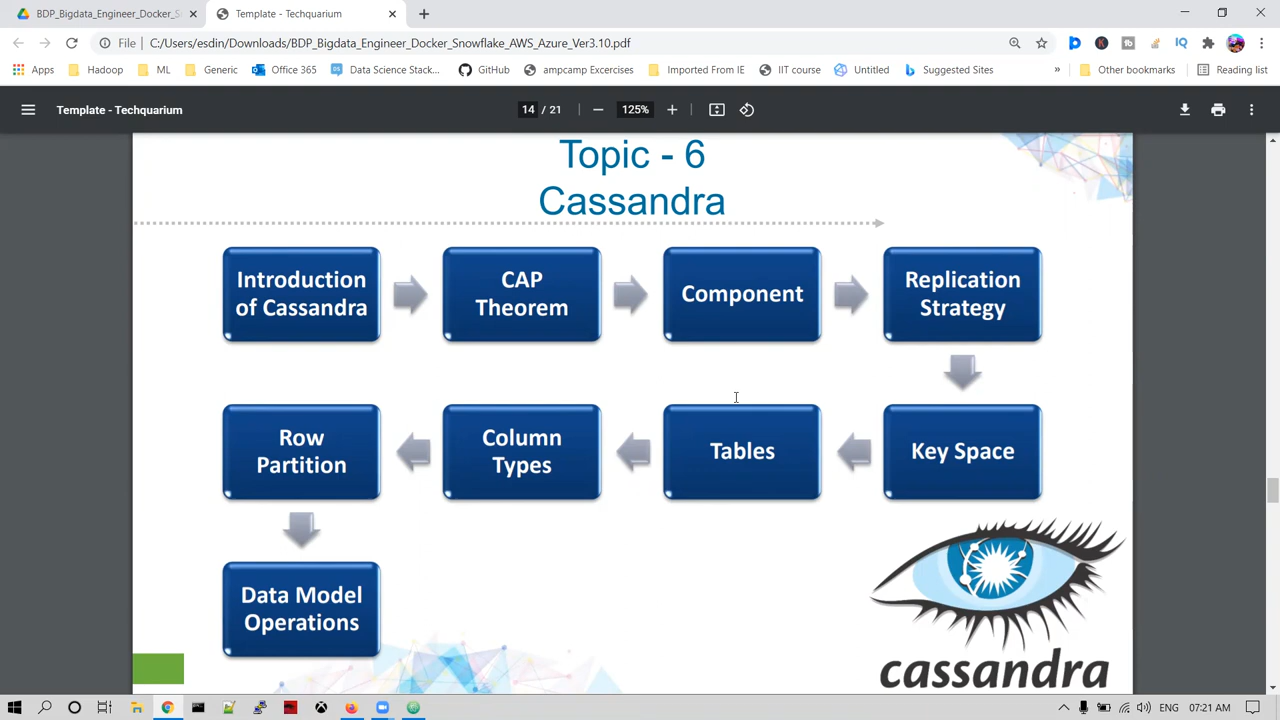 BDP_Bigdata_Engineer_Docker_S
Template - Techquarium
File
C:/Users/esdin/Downloads/BDP_Bigdata_Engineer_Docker_Snowflake_AWS_Azure_Ver3.10.pdf
Apps
Hadoop
ML
Generic
Office 365
Data Science Stack...
GitHub
ampcamp Excercises
Imported From IE
IIT course
Untitled
Suggested Sites
»
Other bookmarks
Reading list
Template - Techquarium
14 / 21
125%
Topic - 6
Cassandra
Introduction
of Cassandra
CAP
Theorem
Component
Replication
Strategy
Row
Partition
Column
Types
Tables
Key Space
Data Model
Operations
cassandra
ENG
07:21 AM